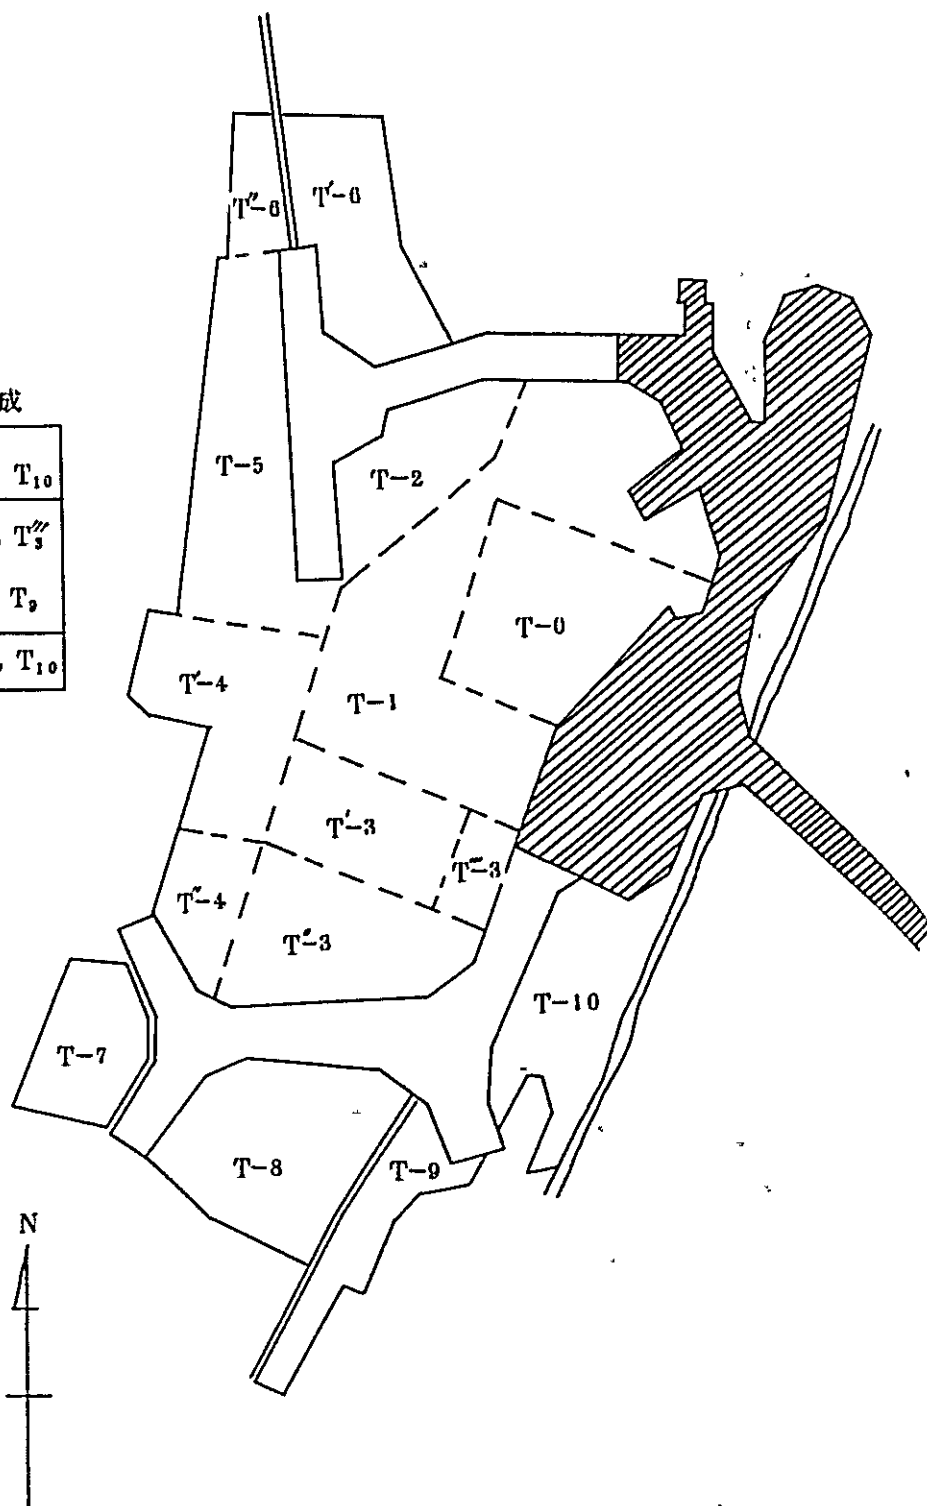 T″-6 T′-6
成
T₁₀
T-5 T-2
, T‴₃
T₉
T-0
, T₁₀
T′-4
T-1
T′-3
T‴-3
T″-4
T″-3
T-10
T-7
T-8 T-9
N